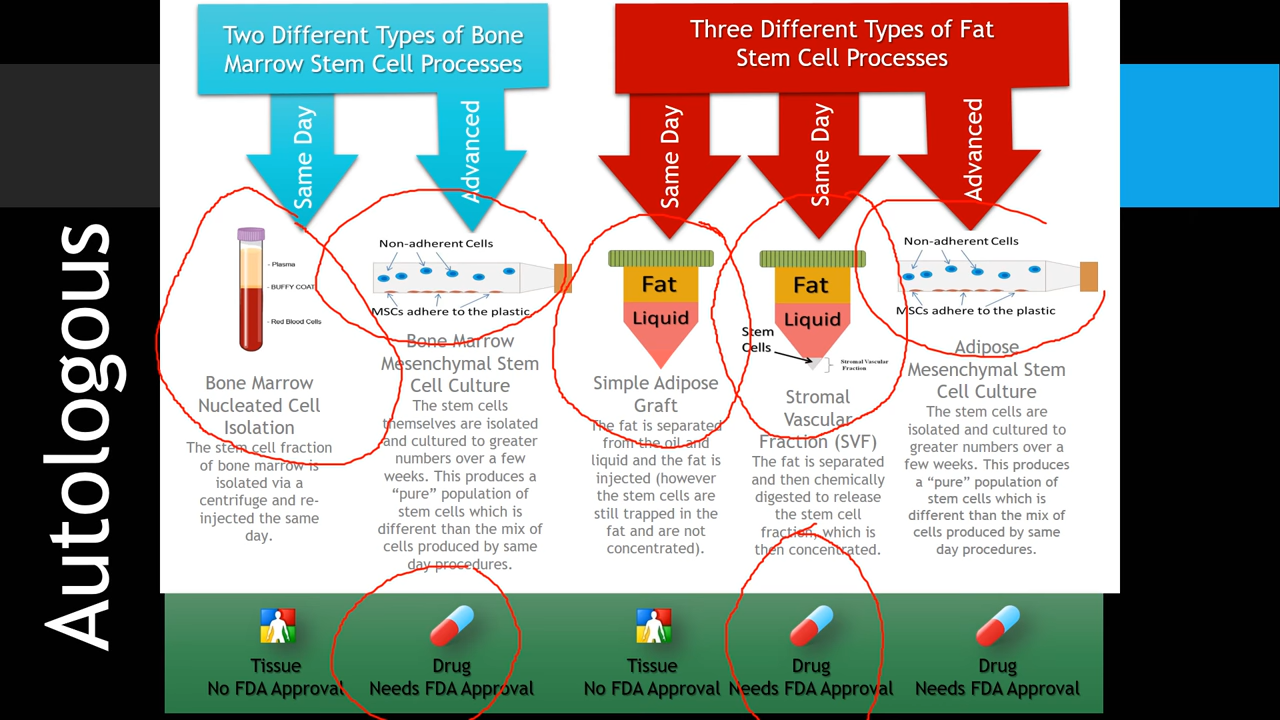 Autologous
Two Different Types of Bone
Marrow Stem Cell Processes
Same Day
Advanced
Three Different Types of Fat
Stem Cell Processes
Same Day
Same Day
Advanced
- Plasma
- BUFFY COAT
- Red Blood Cells
Bone Marrow
Nucleated Cell
Isolation
The stem cell fraction
of bone marrow is
isolated via a
centrifuge and re-
injected the same
day.
Tissue
No FDA Approval
Non-adherent Cells
MSCs adhere to the plastic
Bone Marrow
Mesenchymal Stem
Cell Culture
The stem cells
themselves are isolated
and cultured to greater
numbers over a few
weeks. This produces a
“pure” population of
stem cells which is
different than the mix of
cells produced by same
day procedures.
Drug
Needs FDA Approval
Fat
Liquid
Simple Adipose
Graft
The fat is separated
from the oil and
liquid and the fat is
injected (however
the stem cells are
still trapped in the
fat and are not
concentrated).
Tissue
No FDA Approval
Fat
Liquid
Stem
Cells
Stromal Vascular
Fraction
Stromal
Vascular
Fraction (SVF)
The fat is separated
and then chemically
digested to release
the stem cell
fraction, which is
then concentrated.
Drug
Needs FDA Approval
Non-adherent Cells
MSCs adhere to the plastic
Adipose
Mesenchymal Stem
Cell Culture
The stem cells are
isolated and cultured to
greater numbers over a
few weeks. This produces
a “pure” population of
stem cells which is
different than the mix of
cells produced by same
day procedures.
Drug
Needs FDA Approval